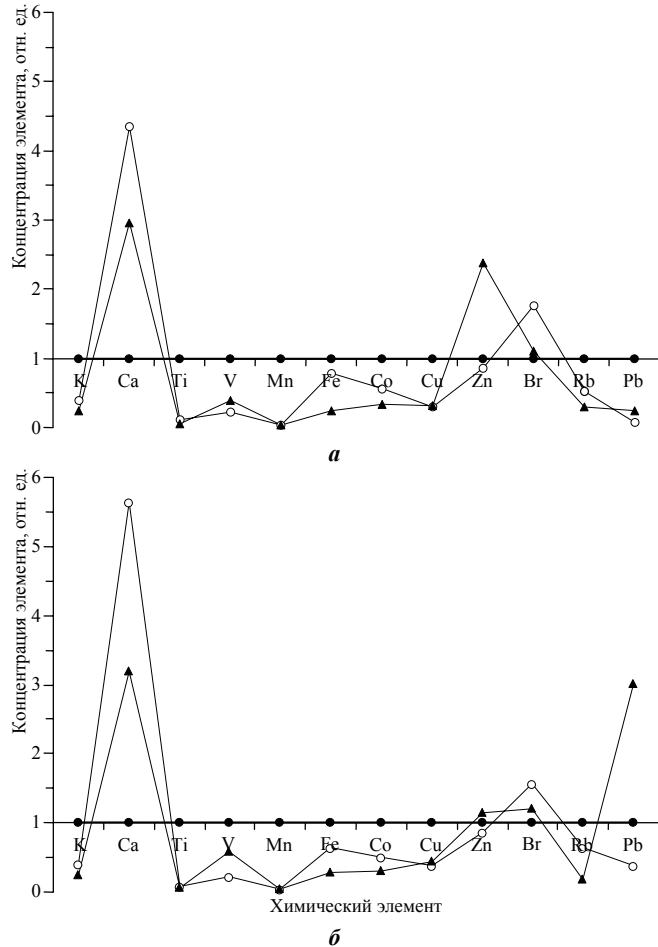 6
5
4
3
2
1
0
Концентрация элемента, отн. ед.
K Ca Ti V Mn Fe Co Cu Zn Br Rb Pb
а
6
5
4
3
2
1
0
Концентрация элемента, отн. ед.
K Ca Ti V Mn Fe Co Cu Zn Br Rb Pb
Химический элемент
б